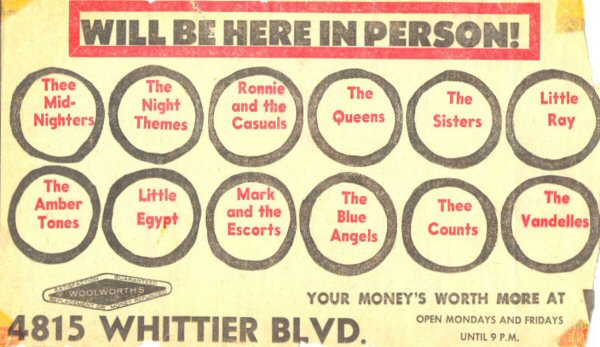 WILL BE HERE IN PERSON!
Thee
Mid-
Nighters
The
Night
Themes
Ronnie
and the
Casuals
The
Queens
The
Sisters
Little
Ray
The
Amber
Tones
Little
Egypt
Mark
and the
Escorts
The
Blue
Angels
Thee
Counts
The
Vandelles
SATISFACTION GUARANTEED
WOOLWORTH'S
REPLACEMENT OR MONEY REFUNDED
YOUR MONEY'S WORTH MORE AT
4815 WHITTIER BLVD.
OPEN MONDAYS AND FRIDAYS
UNTIL 9 P.M.